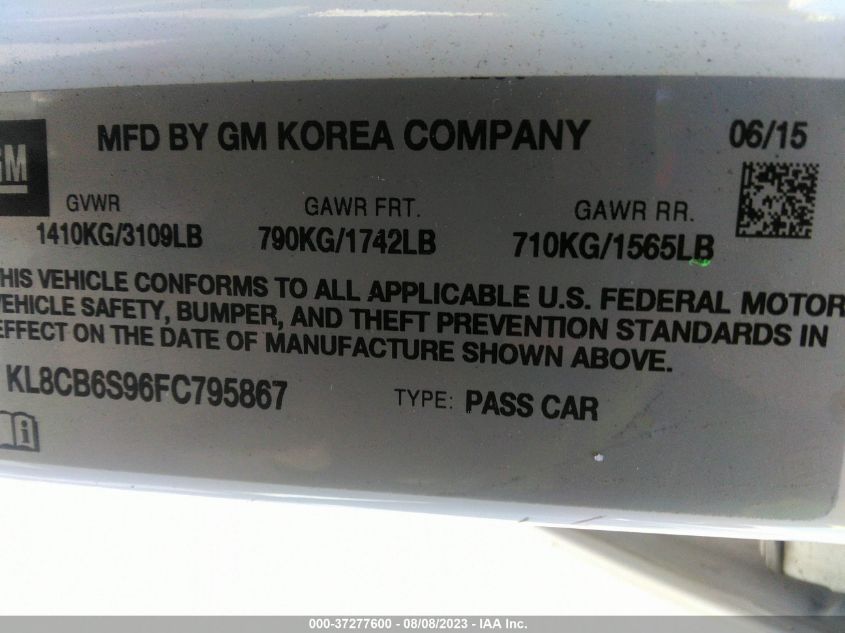 MFD BY GM KOREA COMPANY 06/15
GM
GVWR GAWR FRT. GAWR RR.
1410KG/3109LB 790KG/1742LB 710KG/1565LB
HIS VEHICLE CONFORMS TO ALL APPLICABLE U.S. FEDERAL MOTOR
VEHICLE SAFETY, BUMPER, AND THEFT PREVENTION STANDARDS IN
EFFECT ON THE DATE OF MANUFACTURE SHOWN ABOVE.
KL8CB6S96FC795867 TYPE: PASS CAR
000-37277600 - 08/08/2023 - IAA Inc.